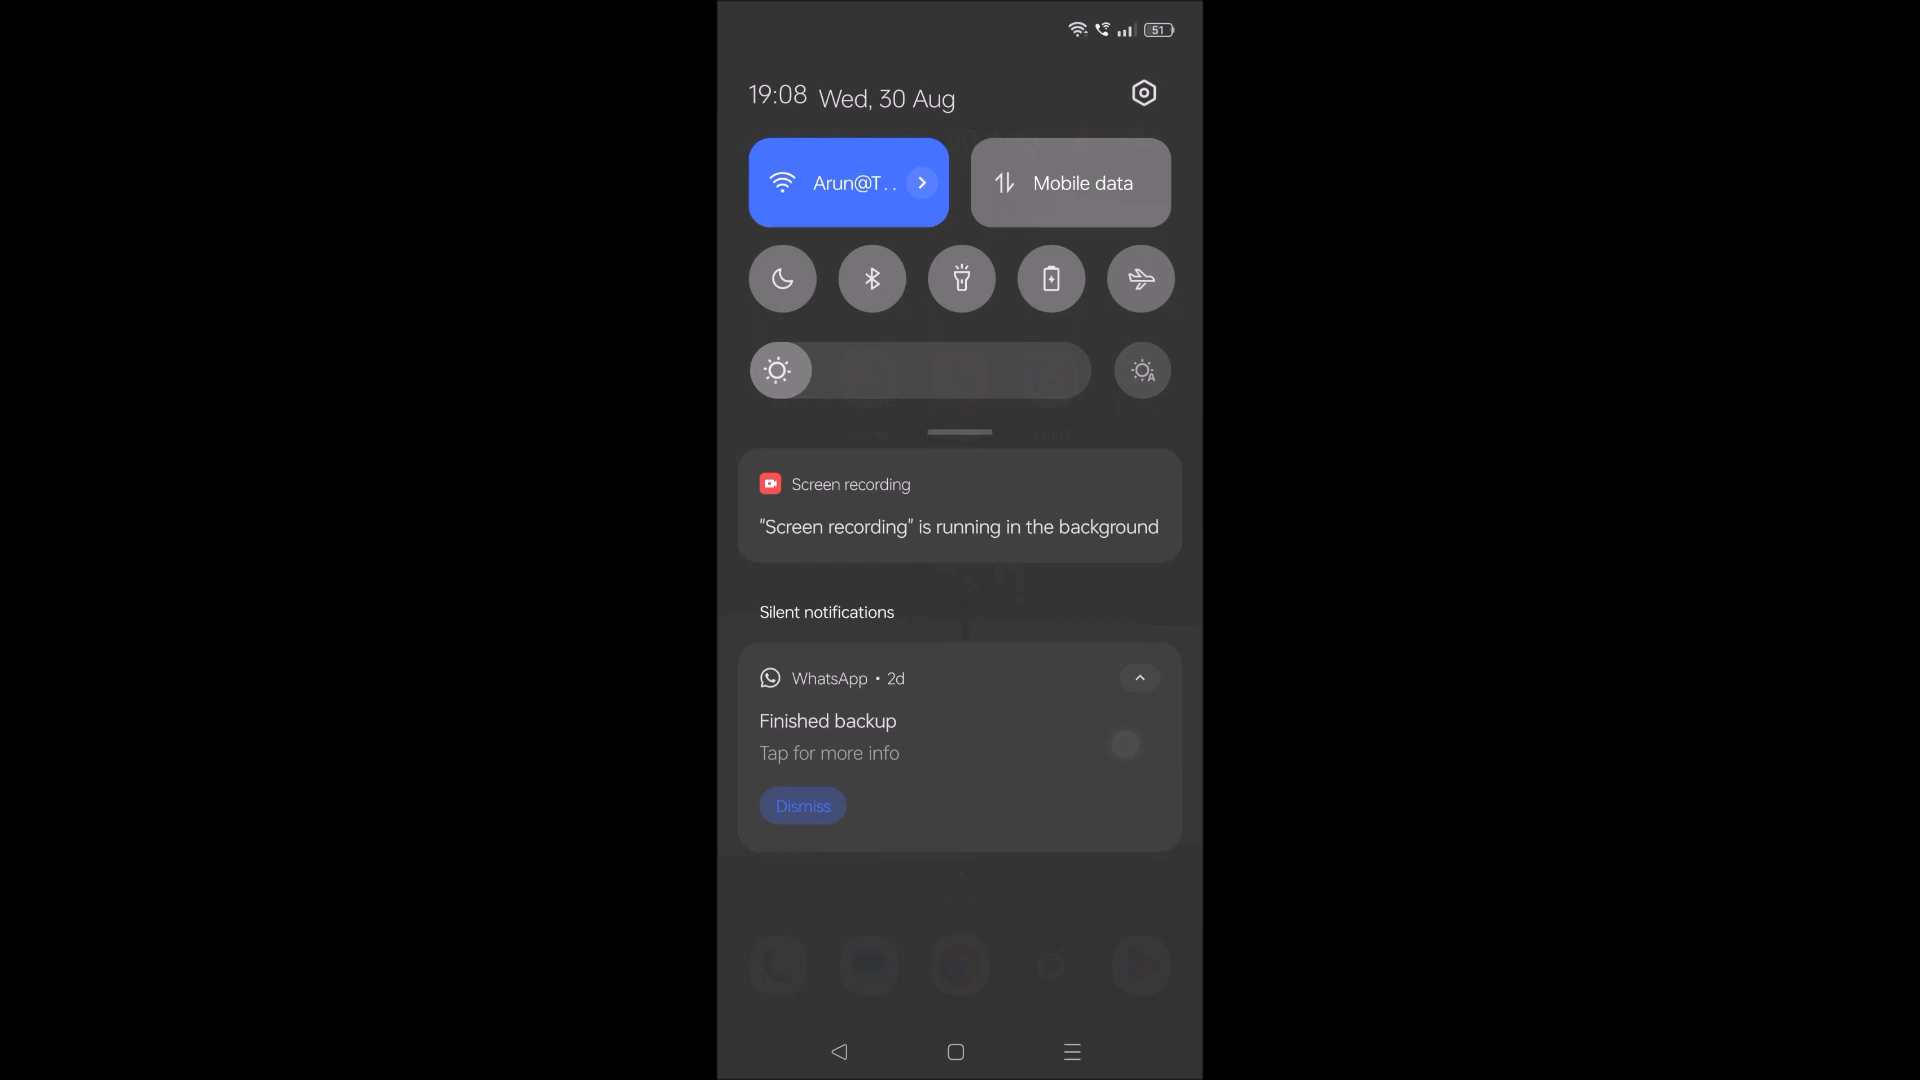 51
19:08 Wed, 30 Aug
Arun@T..
Mobile data
A
Screen recording
"Screen recording" is running in the background
Silent notifications
WhatsApp • 2d
Finished backup
Tap for more info
Dismiss